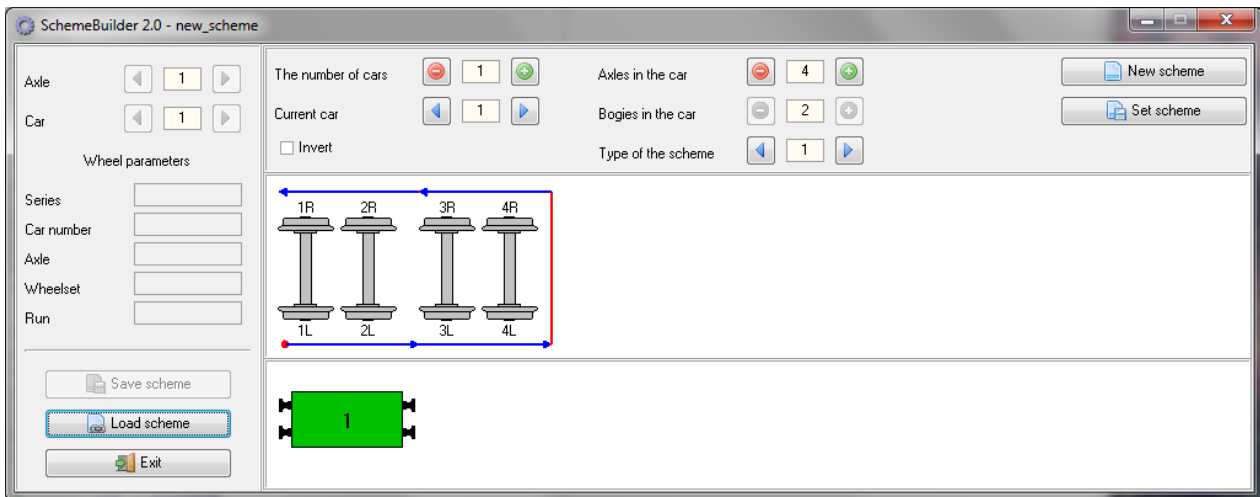 SchemeBuilder 2.0 - new_scheme
Axle 1
Car 1
Wheel parameters
Series
Car number
Axle
Wheelset
Run
Save scheme
Load scheme
Exit
The number of cars 1
Current car 1
Invert
Axles in the car 4
Bogies in the car 2
Type of the scheme 1
New scheme
Set scheme
1R 2R 3R 4R
1L 2L 3L 4L
1